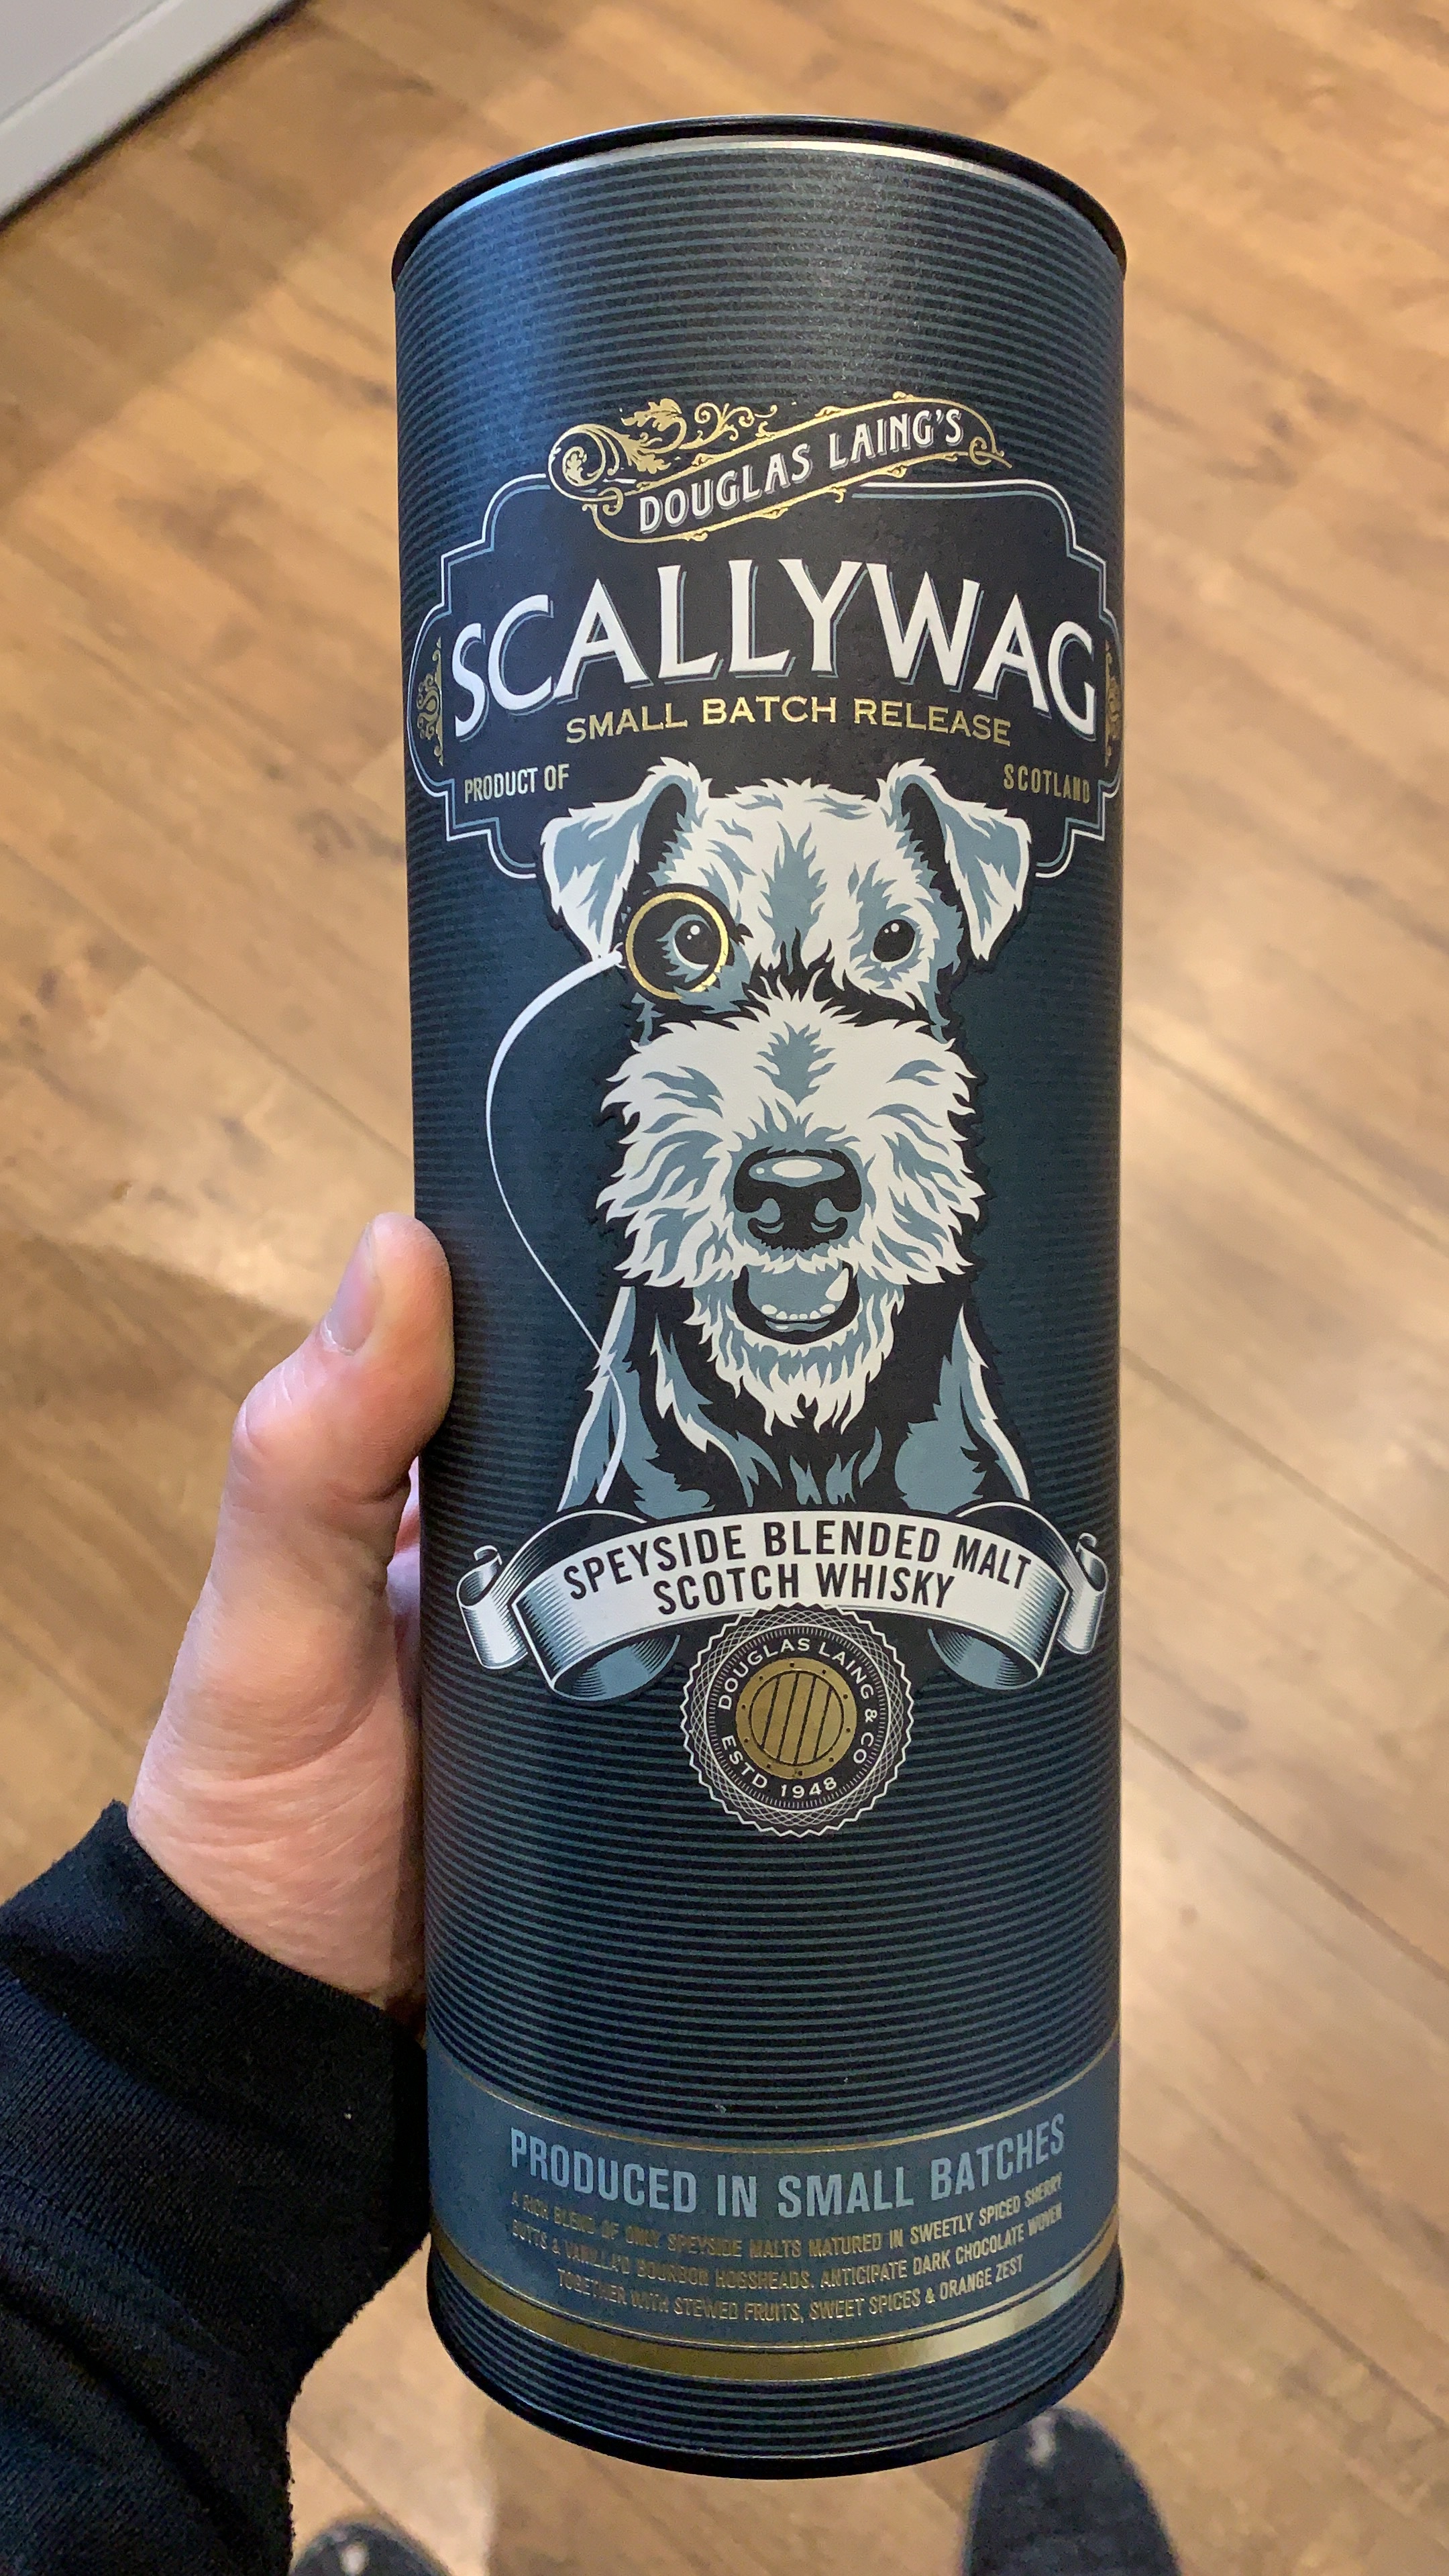 DOUGLAS LAING'S
SCALLYWAG
SMALL BATCH RELEASE
PRODUCT OF SCOTLAND
SPEYSIDE BLENDED MALT
SCOTCH WHISKY
DOUGLAS LAING & CO
ESTD 1948
PRODUCED IN SMALL BATCHES
A RICH BLEND OF ONLY SPEYSIDE MALTS MATURED IN SWEETLY SPICED SHERRY
BUTTS & VANILLA'D BOURBON HOGSHEADS. ANTICIPATE DARK CHOCOLATE WOVEN
TOGETHER WITH STEWED FRUITS, SWEET SPICES & ORANGE ZEST